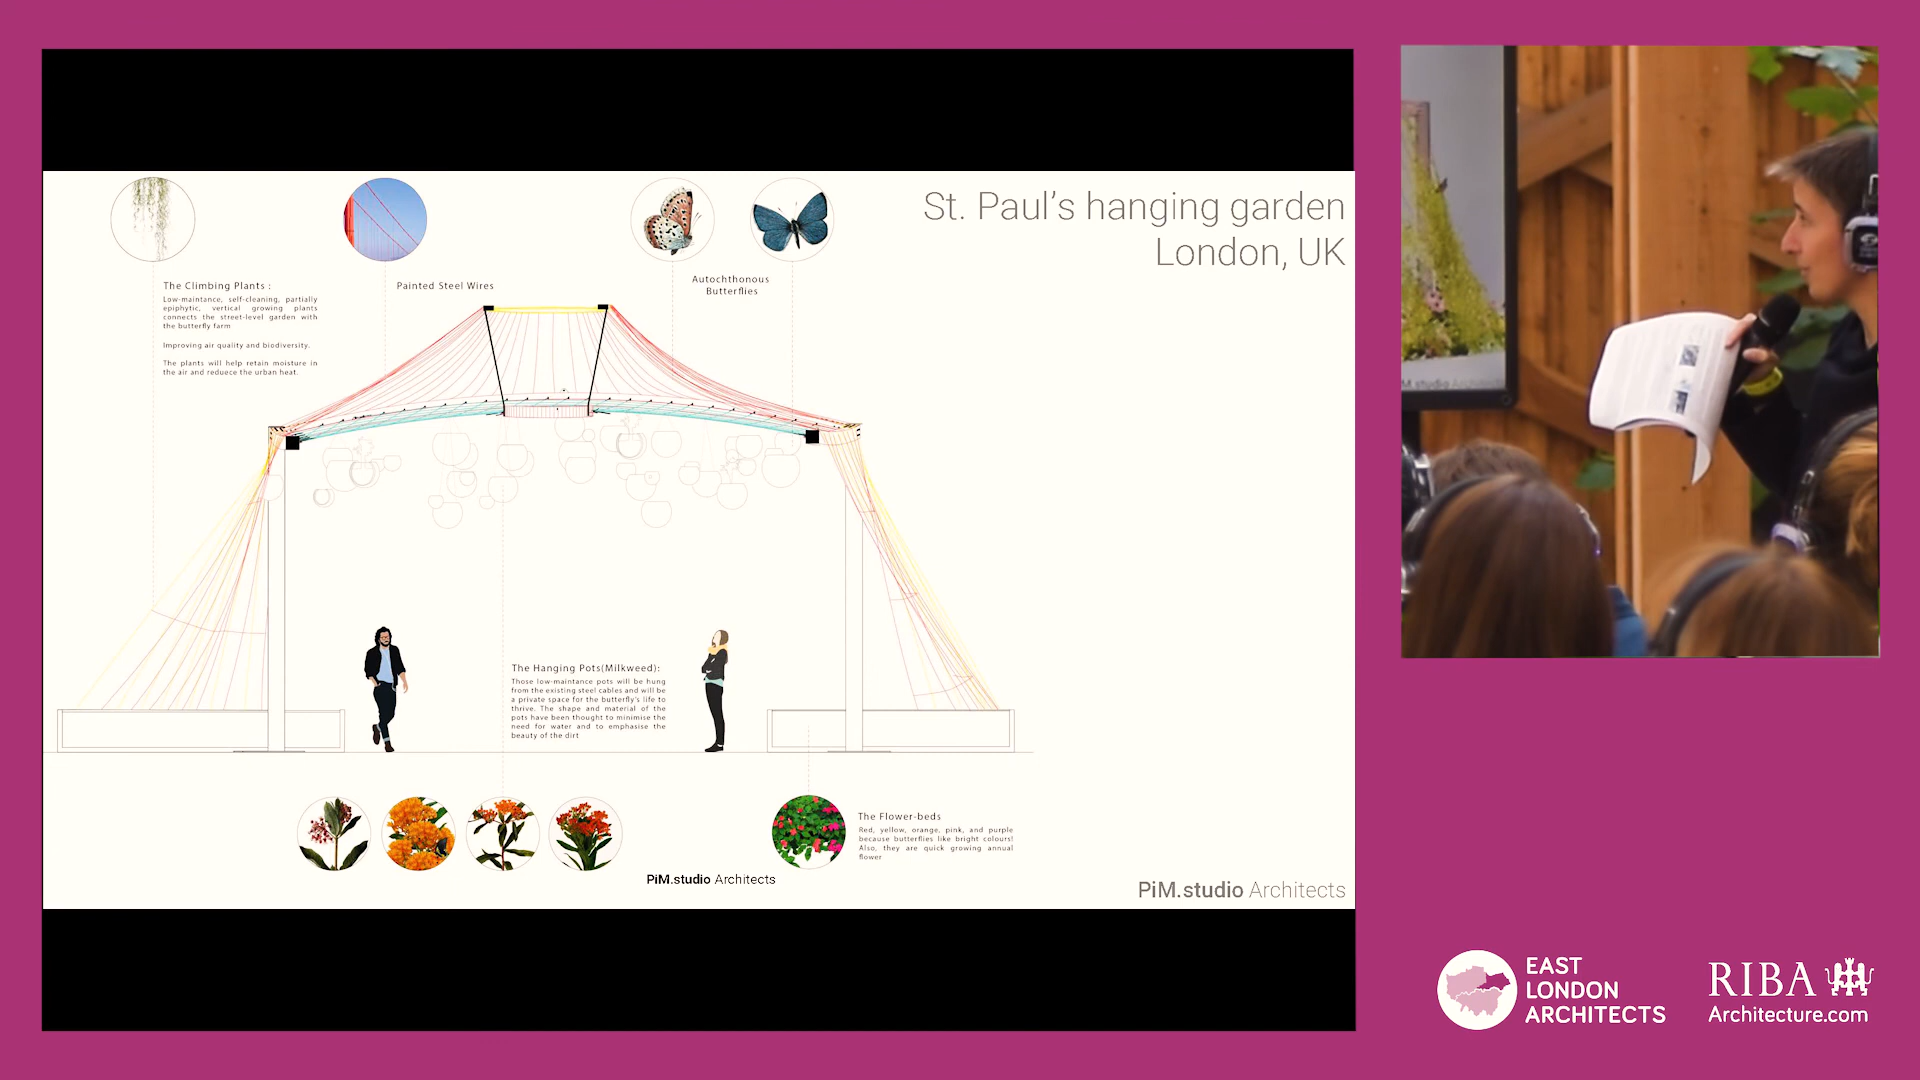 St. Paul's hanging garden
London, UK
The Climbing Plants :
Low-maintance, self-cleaning, partially
epiphytic, vertical growing plants
connects the street-level garden with
the butterfly farm
Improving air quality and biodiversity.
The plants will help retain moisture in
the air and redeuce the urban heat.
Painted Steel Wires
Autochthonous
Butterflies
The Hanging Pots(Milkweed):
Those low-maintance pots will be hung
from the existing steel cables and will be
a private space for the butterfly's life to
thrive. The shape and material of the
pots have been thought to minimise the
need for water and to emphasise the
beauty of the dirt
The Flower-beds
Red, yellow, orange, pink, and purple
because butterflies like bright colours!
Also, they are quick growing annual
flower
PiM.studio Architects
PiM.studio Architects
M.studio Architects
EAST
LONDON
ARCHITECTS
RIBA
Architecture.com